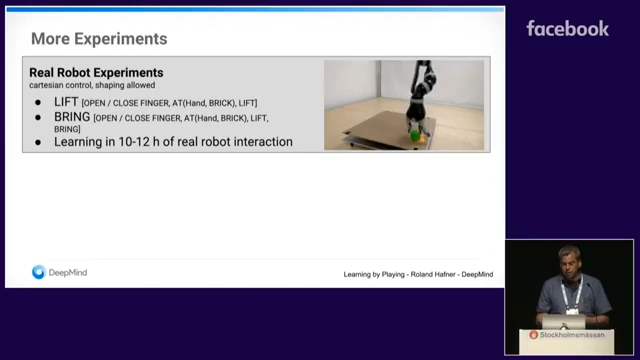 facebook
More Experiments
Real Robot Experiments
cartesian control, shaping allowed
● LIFT [OPEN / CLOSE FINGER, AT(Hand, BRICK), LIFT]
● BRING [OPEN / CLOSE FINGER, AT(Hand, BRICK), LIFT,
BRING]
● Learning in 10-12 h of real robot interaction
DeepMind
Learning by Playing - Roland Hafner - DeepMind
Stockholmsmässan